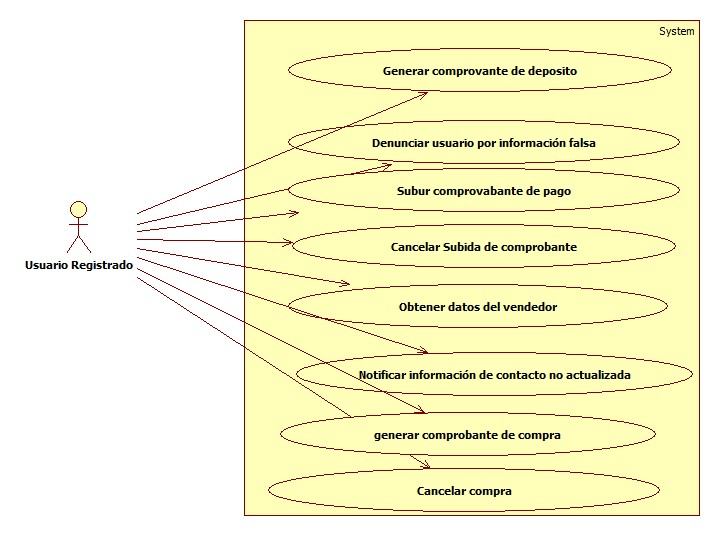 System
Generar comprovante de deposito
Denunciar usuario por información falsa
Subur comprovabante de pago
Cancelar Subida de comprobante
Usuario Registrado
Obtener datos del vendedor
Notificar información de contacto no actualizada
generar comprobante de compra
Cancelar compra